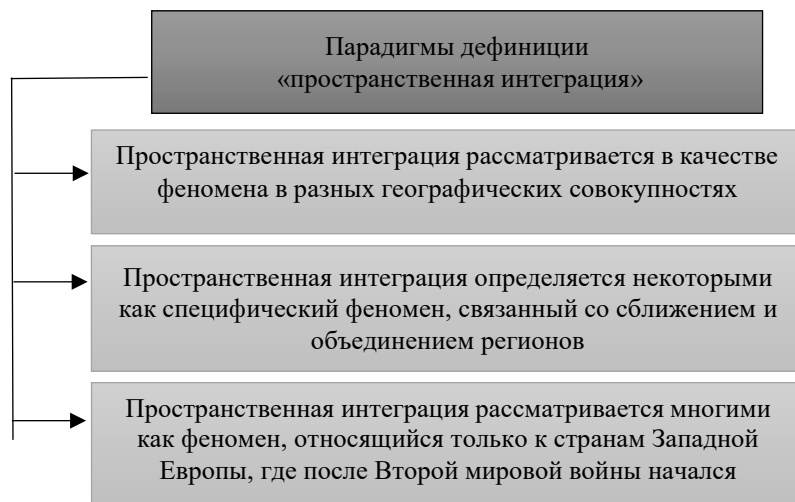 Парадигмы дефиниции
«пространственная интеграция»
Пространственная интеграция рассматривается в качестве
феномена в разных географических совокупностях
Пространственная интеграция определяется некоторыми
как специфический феномен, связанный со сближением и
объединением регионов
Пространственная интеграция рассматривается многими
как феномен, относящийся только к странам Западной
Европы, где после Второй мировой войны начался